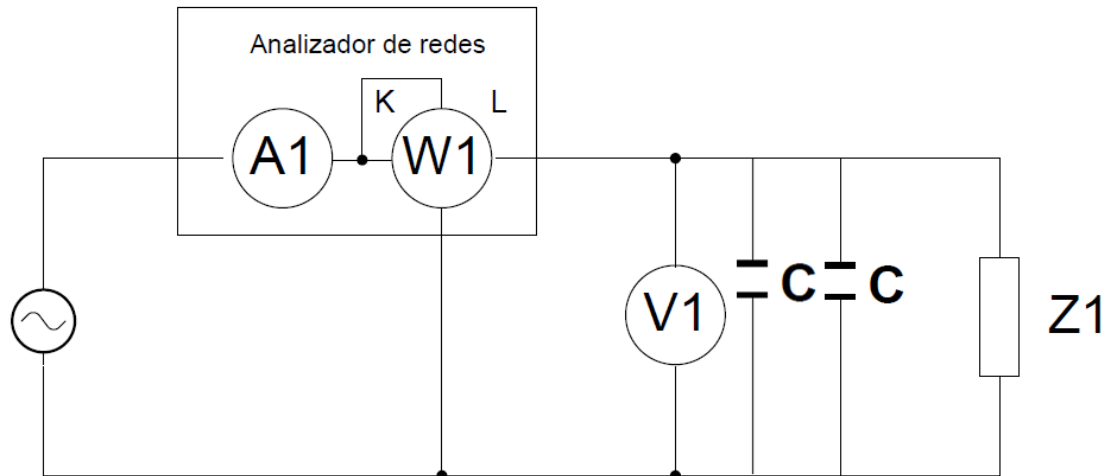 Analizador de redes
K
L
A1
W1
V1
C
C
Z1